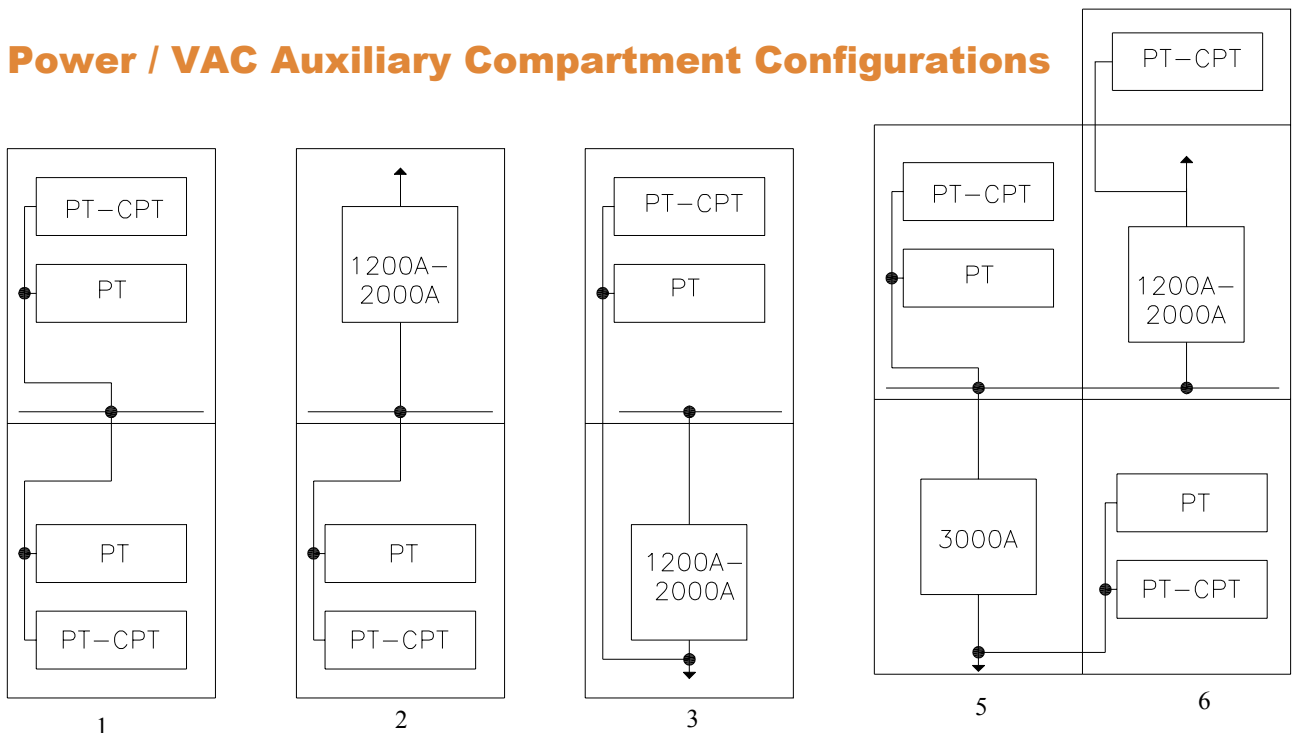 Power / VAC Auxiliary Compartment Configurations
PT-CPT
PT
PT
PT-CPT
1
1200A-
2000A
PT
PT-CPT
2
PT-CPT
PT
1200A-
2000A
3
PT-CPT
PT
3000A
5
PT-CPT
1200A-
2000A
PT
PT-CPT
6